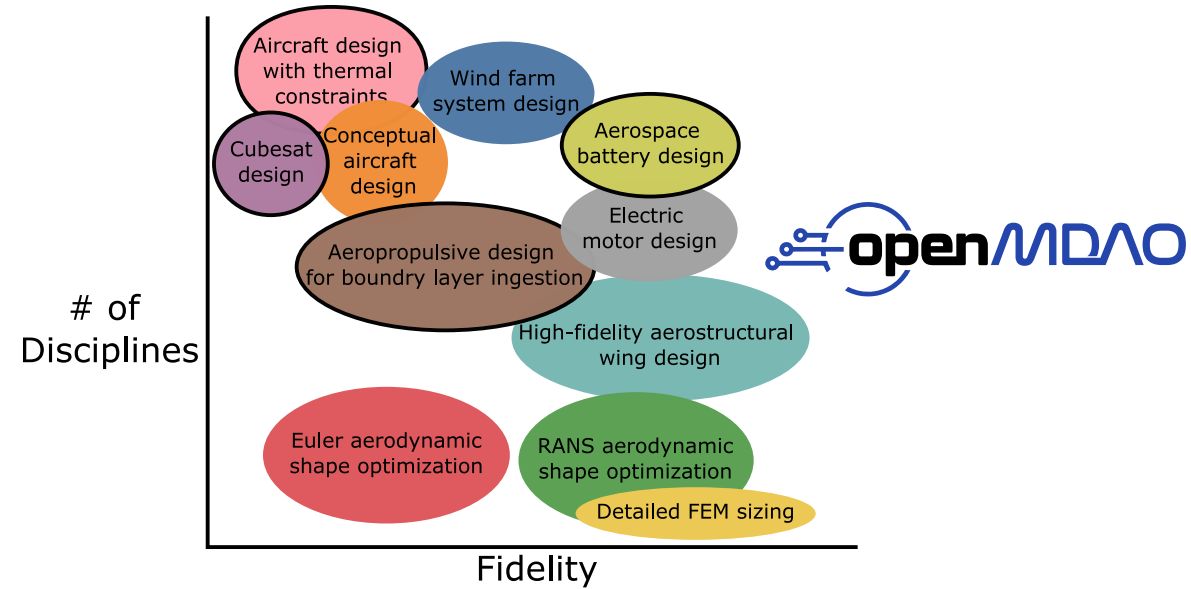 Aircraft design
with thermal
constraints
Wind farm
system design
Aerospace
battery design
Cubesat
design
Conceptual
aircraft
design
Electric
motor design
Aeropropulsive design
for boundry layer ingestion
openMDAO
# of
Disciplines
High-fidelity aerostructural
wing design
Euler aerodynamic
shape optimization
RANS aerodynamic
shape optimization
Detailed FEM sizing
Fidelity